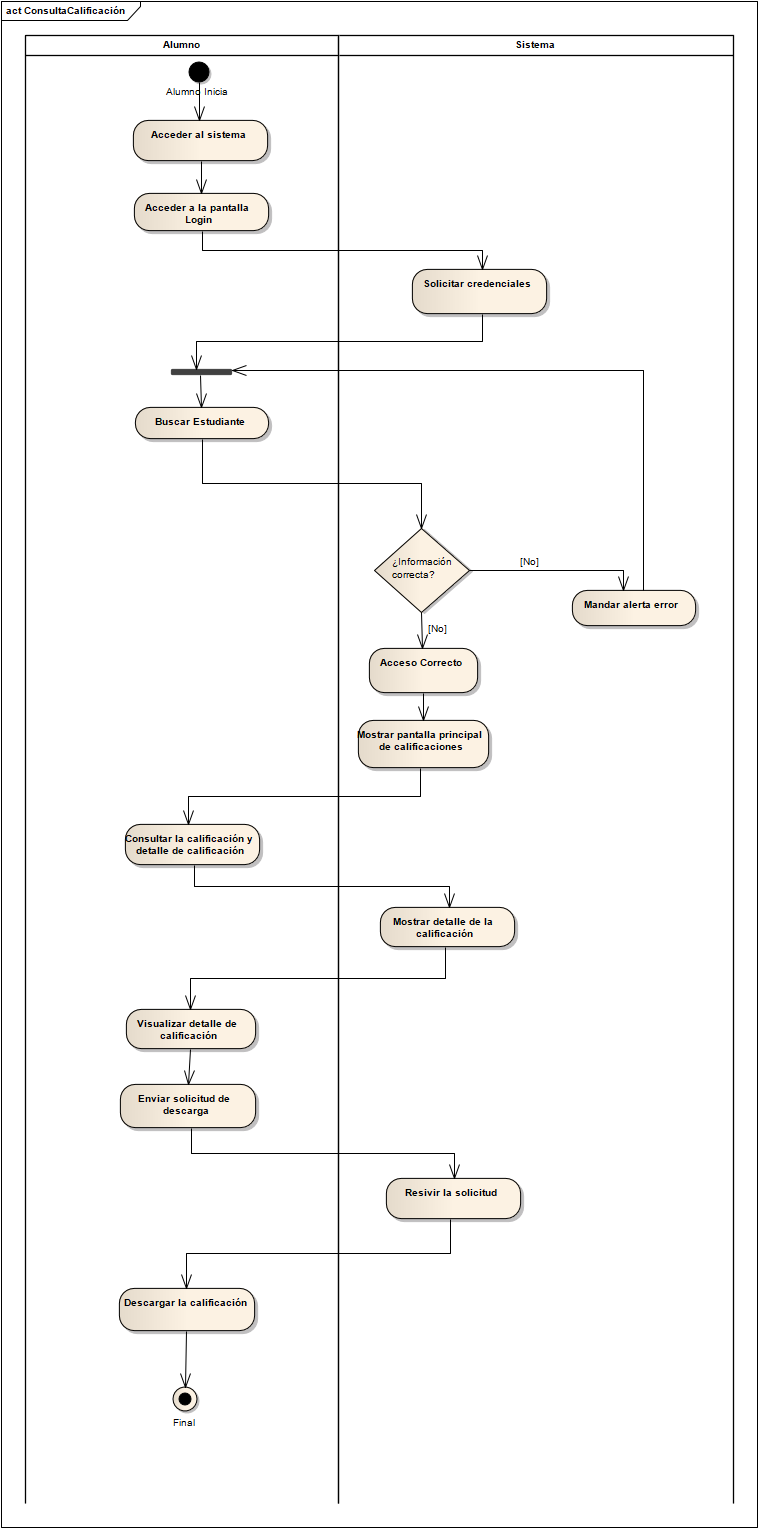 act ConsultaCalificación
Alumno
Sistema
Alumno Inicia
Acceder al sistema
Acceder a la pantalla
Login
Solicitar credenciales
Buscar Estudiante
¿Información
correcta?
[No]
Mandar alerta error
[No]
Acceso Correcto
Mostrar pantalla principal
de calificaciones
Consultar la calificación y
detalle de calificación
Mostrar detalle de la
calificación
Visualizar detalle de
calificación
Enviar solicitud de
descarga
Resivir la solicitud
Descargar la calificación
Final